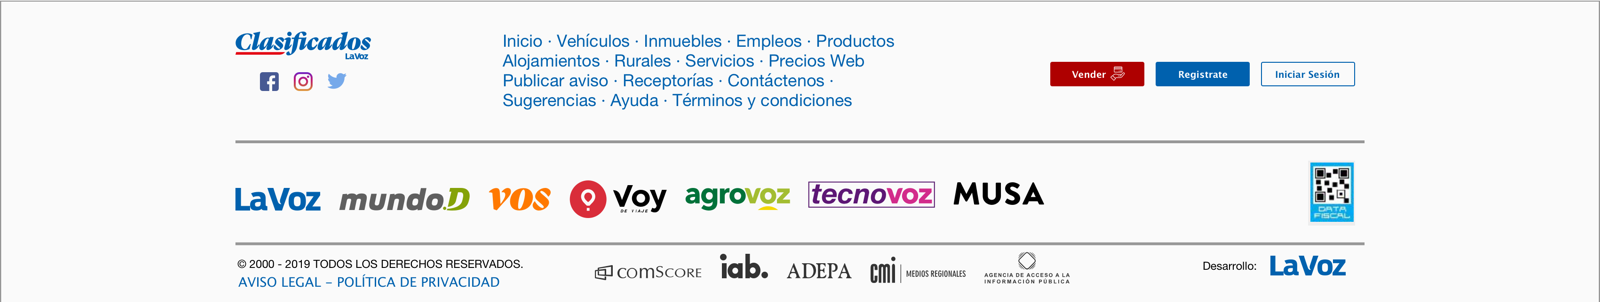 Clasificados
LaVoz
Inicio · Vehículos · Inmuebles · Empleos · Productos
Alojamientos · Rurales · Servicios · Precios Web
Publicar aviso · Receptorías · Contáctenos ·
Sugerencias · Ayuda · Términos y condiciones
Vender
Registrate
Iniciar Sesión
LaVoz
mundoD
vos
Voy
DE VIAJE
agrovoz
tecnovoz
MUSA
DATA
FISCAL
© 2000 - 2019 TODOS LOS DERECHOS RESERVADOS.
AVISO LEGAL – POLÍTICA DE PRIVACIDAD
comScore
iab.
ADEPA
cmi | MEDIOS REGIONALES
AGENCIA DE ACCESO A LA
INFORMACIÓN PÚBLICA
Desarrollo: LaVoz